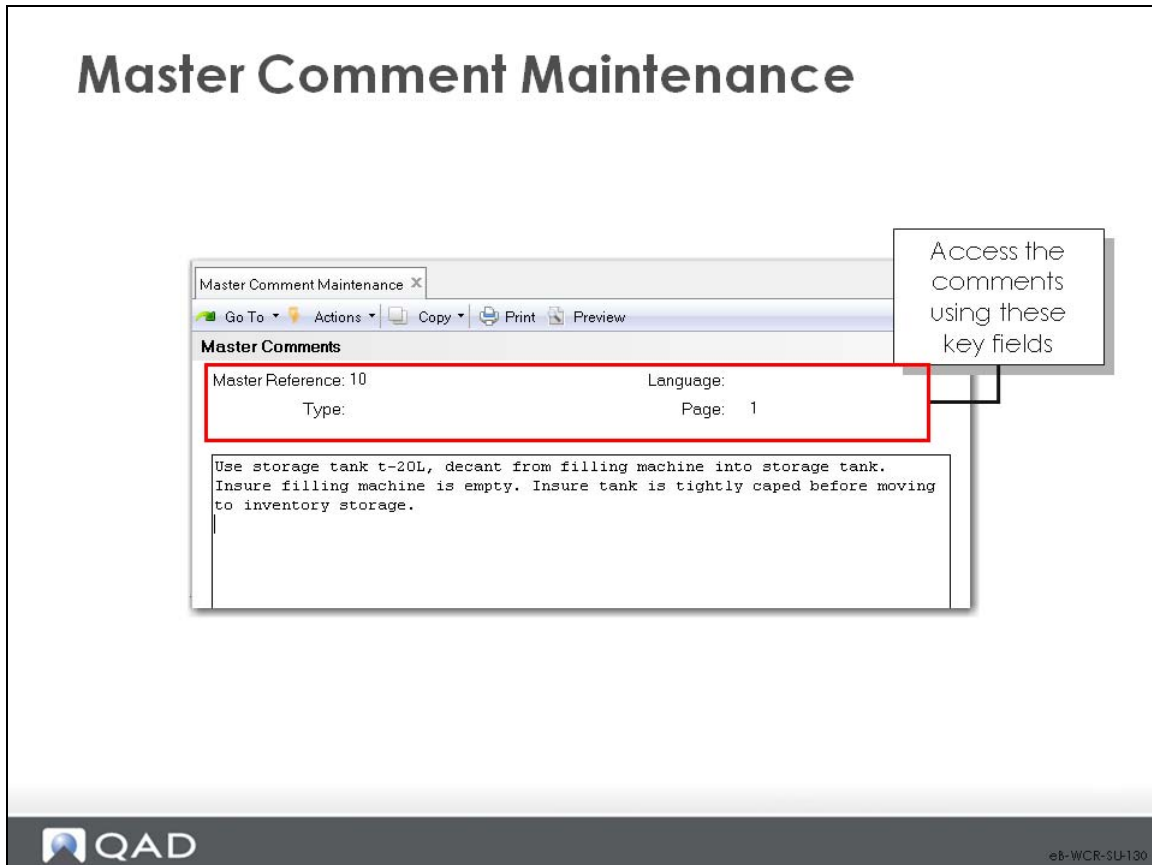 Master Comment Maintenance
Access the
comments
using these
key fields
Master Comment Maintenance X
Go To Actions Copy Print Preview
Master Comments
Master Reference: 10 Language:
Type: Page: 1
Use storage tank t-20L, decant from filling machine into storage tank.
Insure filling machine is empty. Insure tank is tightly caped before moving
to inventory storage.
QAD
eB-WCR-SU-130